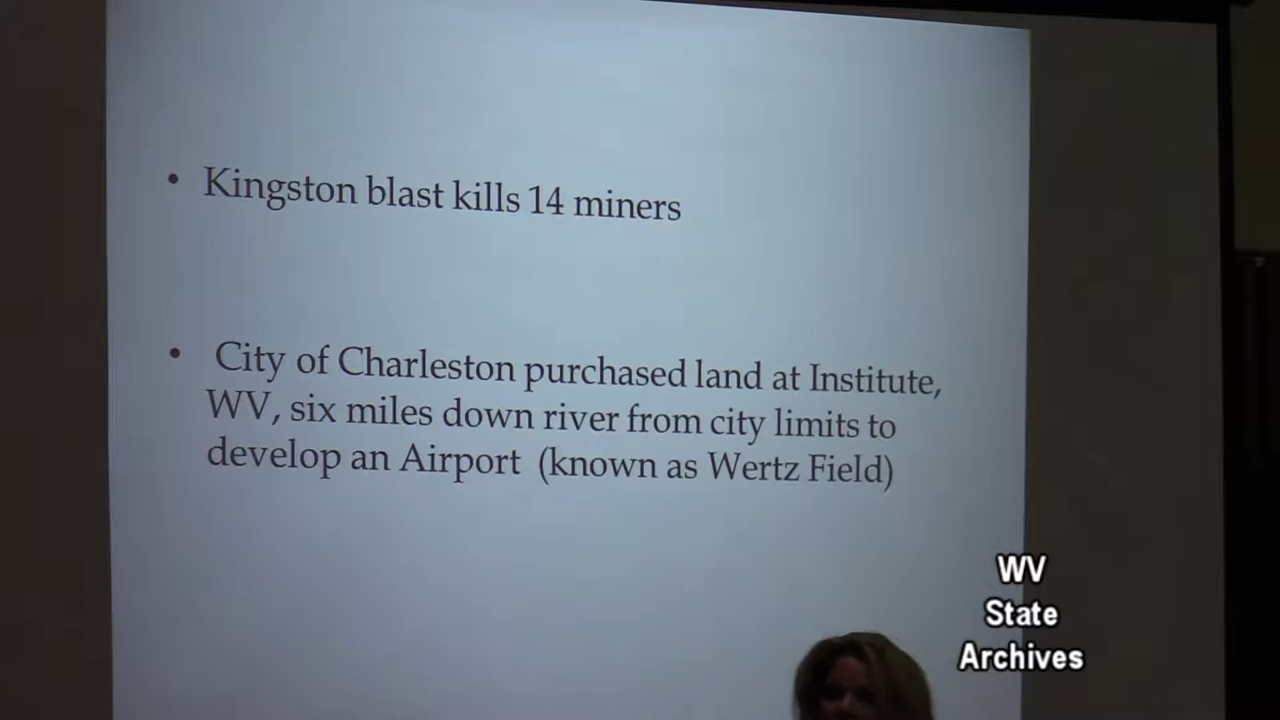 • Kingston blast kills 14 miners
• City of Charleston purchased land at Institute,
WV, six miles down river from city limits to
develop an Airport (known as Wertz Field)
WV
State
Archives